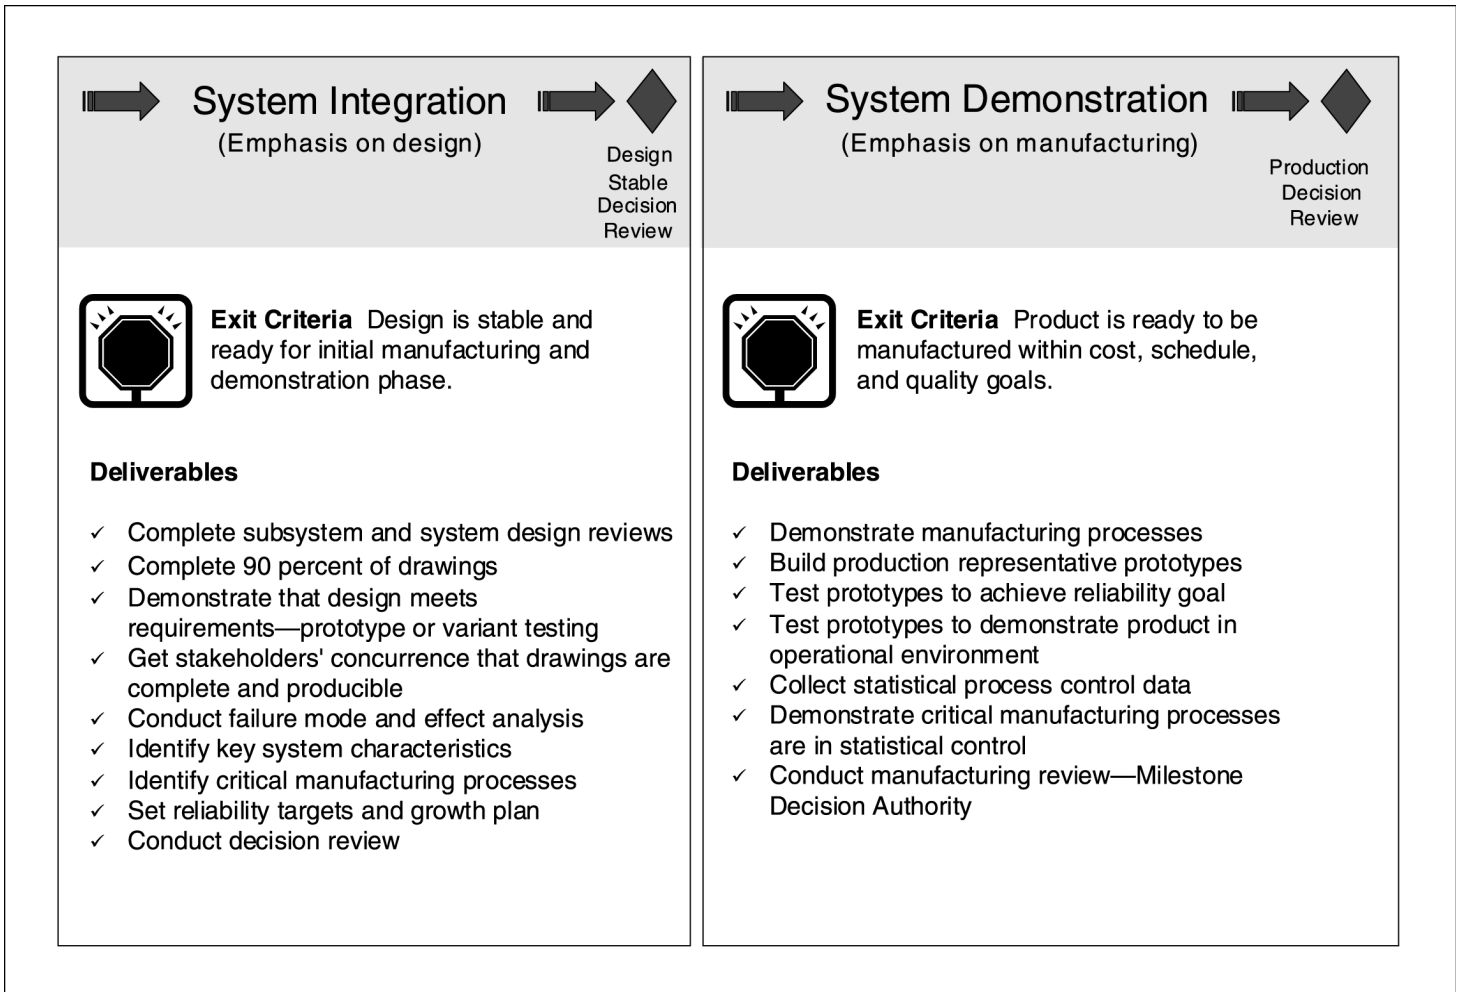 System Integration
(Emphasis on design)
Design
Stable
Decision
Review
Exit Criteria  Design is stable and
ready for initial manufacturing and
demonstration phase.
Deliverables
✓ Complete subsystem and system design reviews
✓ Complete 90 percent of drawings
✓ Demonstrate that design meets
requirements—prototype or variant testing
✓ Get stakeholders' concurrence that drawings are
complete and producible
✓ Conduct failure mode and effect analysis
✓ Identify key system characteristics
✓ Identify critical manufacturing processes
✓ Set reliability targets and growth plan
✓ Conduct decision review
System Demonstration
(Emphasis on manufacturing)
Production
Decision
Review
Exit Criteria  Product is ready to be
manufactured within cost, schedule,
and quality goals.
Deliverables
✓ Demonstrate manufacturing processes
✓ Build production representative prototypes
✓ Test prototypes to achieve reliability goal
✓ Test prototypes to demonstrate product in
operational environment
✓ Collect statistical process control data
✓ Demonstrate critical manufacturing processes
are in statistical control
✓ Conduct manufacturing review—Milestone
Decision Authority